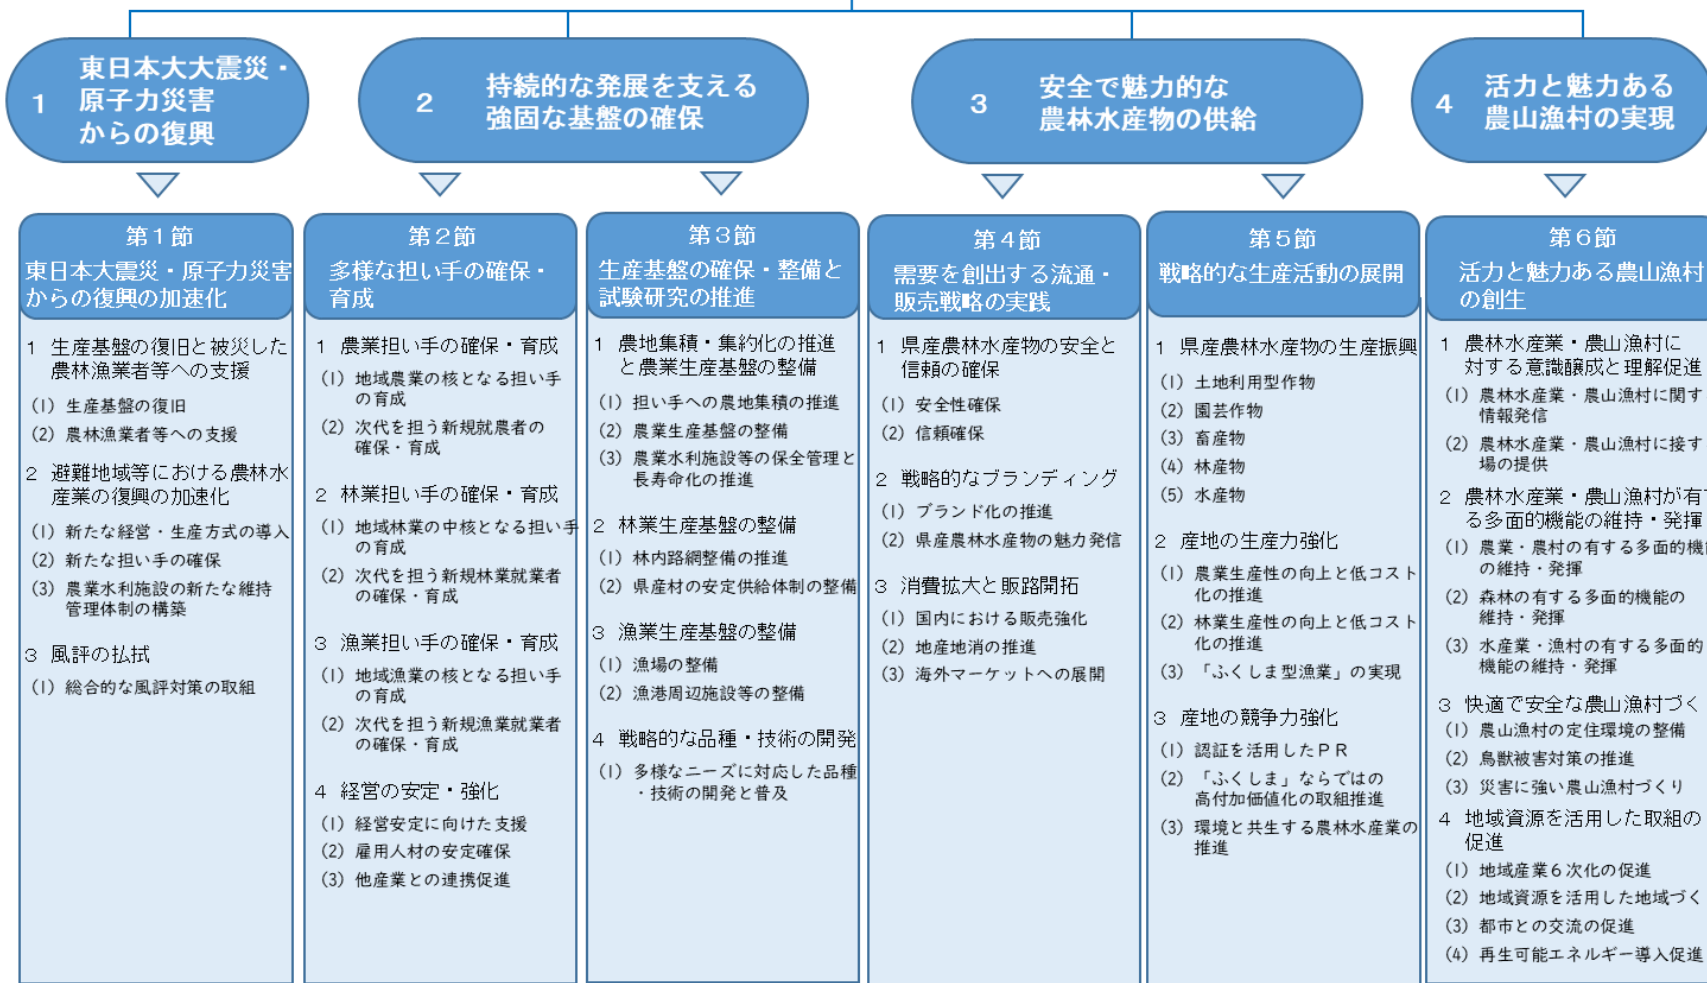 1
東日本大大震災・
原子力災害
からの復興
2
持続的な発展を支える
強固な基盤の確保
3
安全で魅力的な
農林水産物の供給
4
活力と魅力ある
農山漁村の実現
第1節
東日本大震災・原子力災害
からの復興の加速化
1 生産基盤の復旧と被災した
農林漁業者等への支援
(1) 生産基盤の復旧
(2) 農林漁業者等への支援
2 避難地域等における農林水
産業の復興の加速化
(1) 新たな経営・生産方式の導入
(2) 新たな担い手の確保
(3) 農業水利施設の新たな維持
管理体制の構築
3 風評の払拭
(1) 総合的な風評対策の取組
第2節
多様な担い手の確保・
育成
1 農業担い手の確保・育成
(1) 地域農業の核となる担い手
の育成
(2) 次代を担う新規就農者の
確保・育成
2 林業担い手の確保・育成
(1) 地域林業の中核となる担い手
の育成
(2) 次代を担う新規林業就業者
の確保・育成
3 漁業担い手の確保・育成
(1) 地域漁業の核となる担い手
の育成
(2) 次代を担う新規漁業就業者
の確保・育成
4 経営の安定・強化
(1) 経営安定に向けた支援
(2) 雇用人材の安定確保
(3) 他産業との連携促進
第3節
生産基盤の確保・整備と
試験研究の推進
1 農地集積・集約化の推進
と農業生産基盤の整備
(1) 担い手への農地集積の推進
(2) 農業生産基盤の整備
(3) 農業水利施設等の保全管理と
長寿命化の推進
2 林業生産基盤の整備
(1) 林内路網整備の推進
(2) 県産材の安定供給体制の整備
3 漁業生産基盤の整備
(1) 漁場の整備
(2) 漁港周辺施設等の整備
4 戦略的な品種・技術の開発
(1) 多様なニーズに対応した品種
・技術の開発と普及
第4節
需要を創出する流通・
販売戦略の実践
1 県産農林水産物の安全と
信頼の確保
(1) 安全性確保
(2) 信頼確保
2 戦略的なブランディング
(1) ブランド化の推進
(2) 県産農林水産物の魅力発信
3 消費拡大と販路開拓
(1) 国内における販売強化
(2) 地産地消の推進
(3) 海外マーケットへの展開
第5節
戦略的な生産活動の展開
1 県産農林水産物の生産振興
(1) 土地利用型作物
(2) 園芸作物
(3) 畜産物
(4) 林産物
(5) 水産物
2 産地の生産力強化
(1) 農業生産性の向上と低コスト
化の推進
(2) 林業生産性の向上と低コスト
化の推進
(3) 「ふくしま型漁業」の実現
3 産地の競争力強化
(1) 認証を活用したPR
(2) 「ふくしま」ならではの
高付加価値化の取組推進
(3) 環境と共生する農林水産業の
推進
第6節
活力と魅力ある農山漁村
の創生
1 農林水産業・農山漁村に
対する意識醸成と理解促進
(1) 農林水産業・農山漁村に関す
情報発信
(2) 農林水産業・農山漁村に接す
場の提供
2 農林水産業・農山漁村が有
る多面的機能の維持・発揮
(1) 農業・農村の有する多面的機
の維持・発揮
(2) 森林の有する多面的機能の
維持・発揮
(3) 水産業・漁村の有する多面的
機能の維持・発揮
3 快適で安全な農山漁村づく
(1) 農山漁村の定住環境の整備
(2) 鳥獣被害対策の推進
(3) 災害に強い農山漁村づくり
4 地域資源を活用した取組の
促進
(1) 地域産業6次化の促進
(2) 地域資源を活用した地域づく
(3) 都市との交流の促進
(4) 再生可能エネルギー導入促進